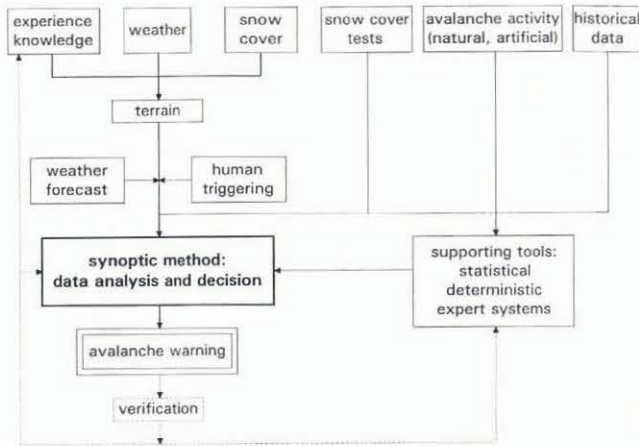 experience
knowledge
weather
snow
cover
snow cover
tests
avalanche activity
(natural, artificial)
historical
data
terrain
weather
forecast
human
triggering
synoptic method:
data analysis and decision
supporting tools:
statistical
deterministic
expert systems
avalanche warning
verification